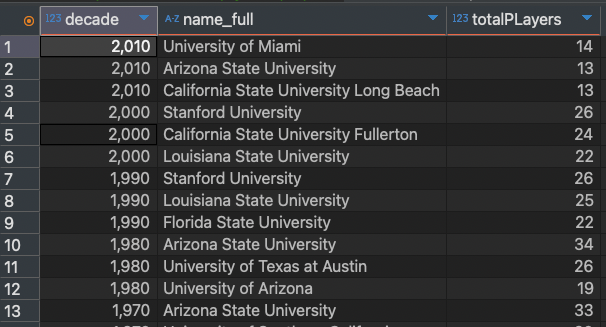 123 decade A-Z name_full 123 totalPLayers
1 2,010 University of Miami 14
2 2,010 Arizona State University 13
3 2,010 California State University Long Beach 13
4 2,000 Stanford University 26
5 2,000 California State University Fullerton 24
6 2,000 Louisiana State University 22
7 1,990 Stanford University 26
8 1,990 Louisiana State University 25
9 1,990 Florida State University 22
10 1,980 Arizona State University 34
11 1,980 University of Texas at Austin 26
12 1,980 University of Arizona 19
13 1,970 Arizona State University 33